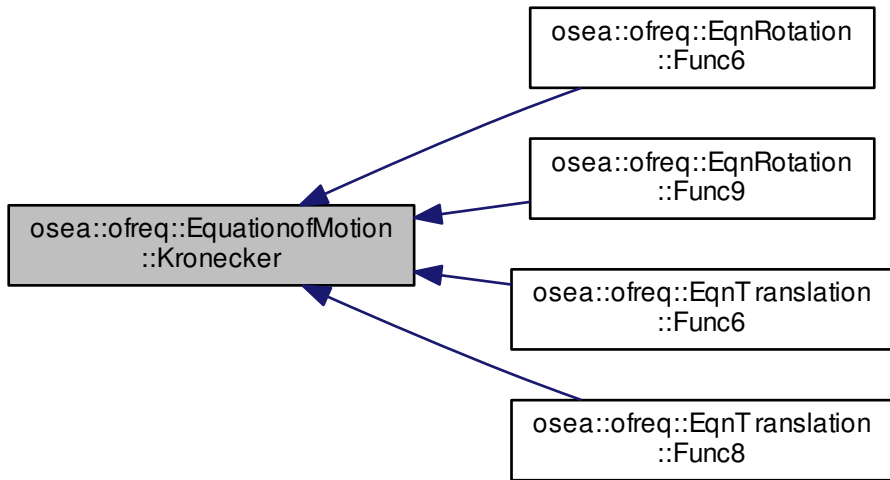 osea::ofreq::EqnRotation
::Func6
osea::ofreq::EqnRotation
::Func9
osea::ofreq::EquationofMotion
::Kronecker
osea::ofreq::EqnTranslation
::Func6
osea::ofreq::EqnTranslation
::Func8